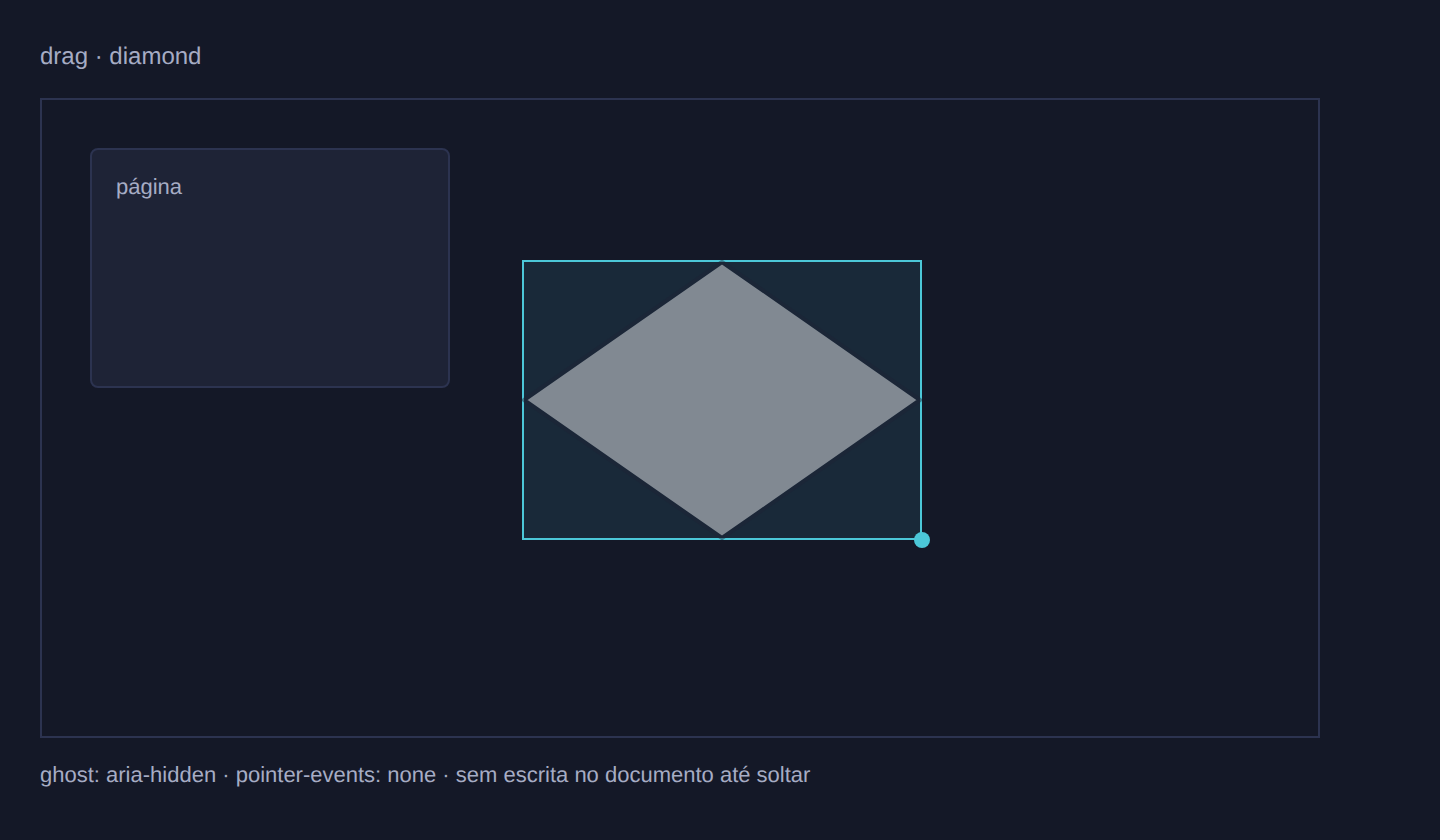 drag · diamond
página
ghost: aria-hidden · pointer-events: none · sem escrita no documento até soltar